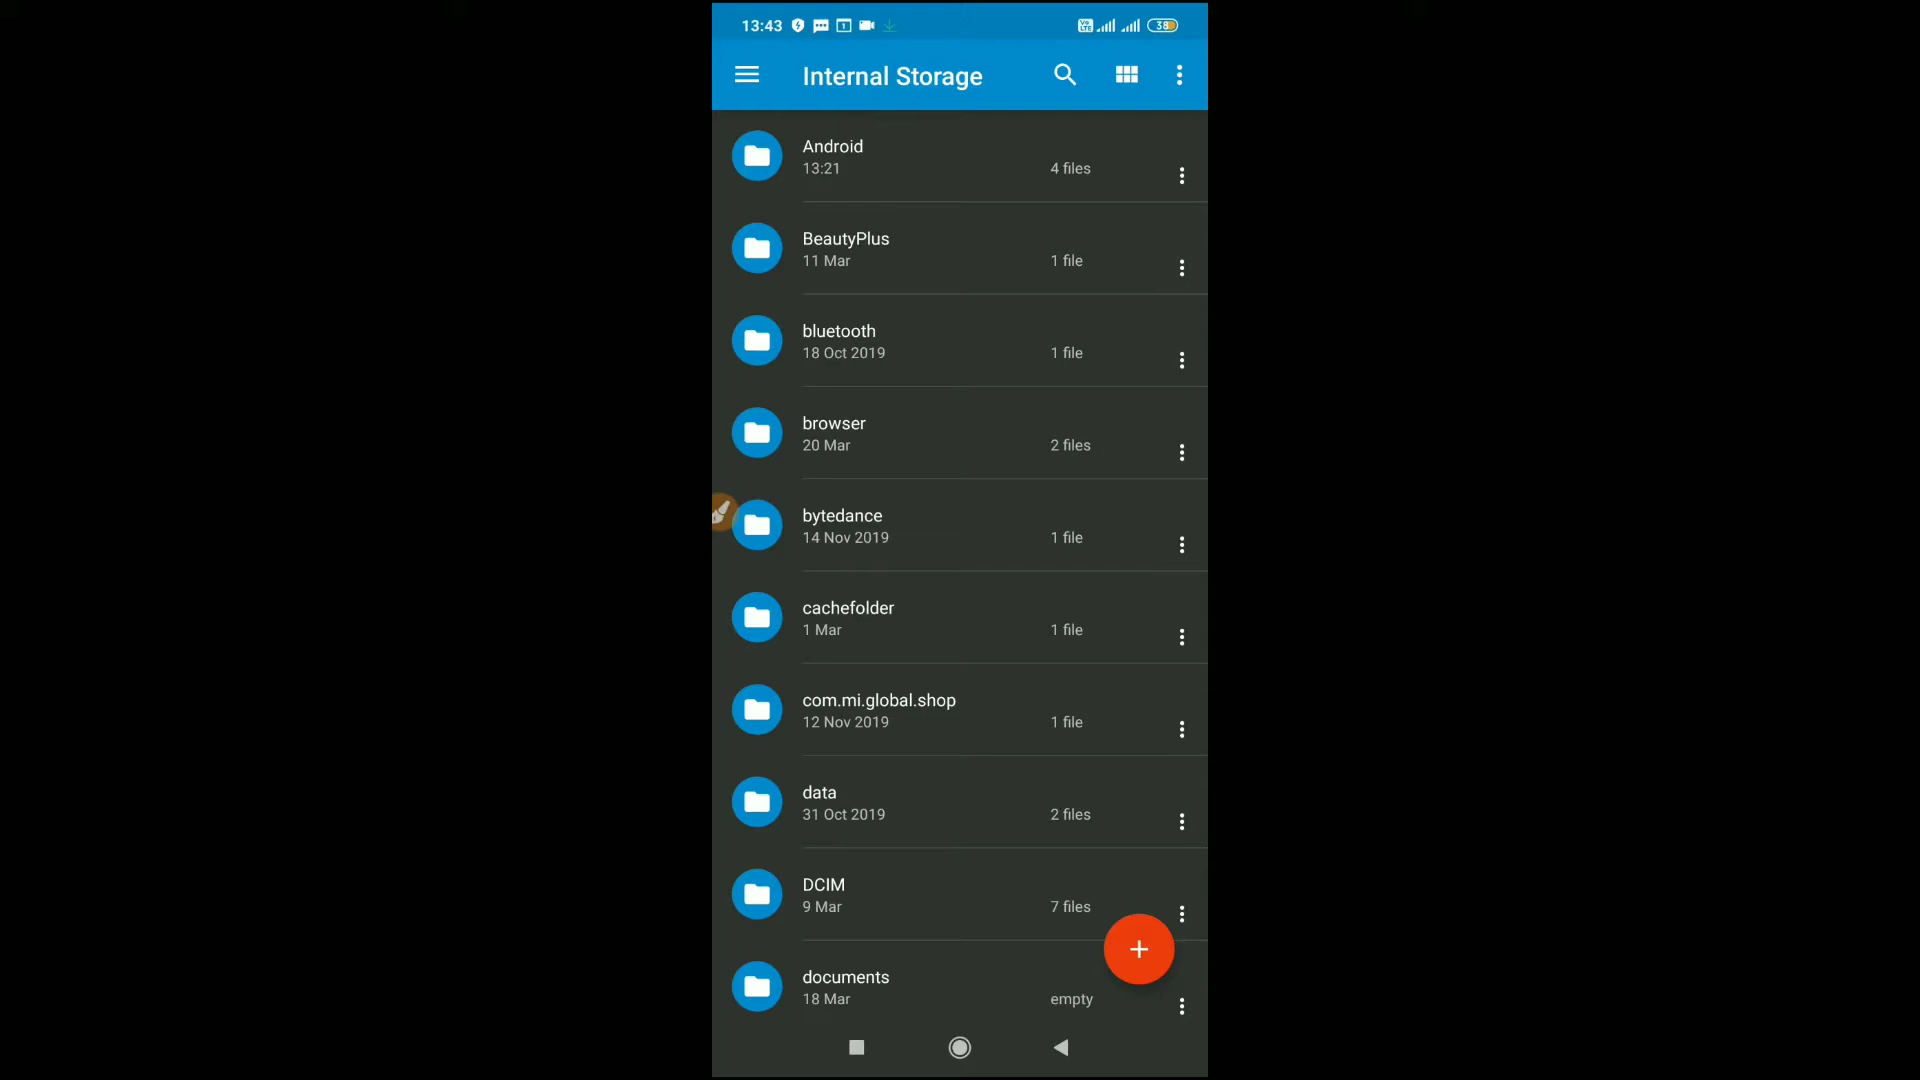 13:43
38
Internal Storage
Android
13:21
4 files
BeautyPlus
11 Mar
1 file
bluetooth
18 Oct 2019
1 file
browser
20 Mar
2 files
bytedance
14 Nov 2019
1 file
cachefolder
1 Mar
1 file
com.mi.global.shop
12 Nov 2019
1 file
data
31 Oct 2019
2 files
DCIM
9 Mar
7 files
documents
18 Mar
empty